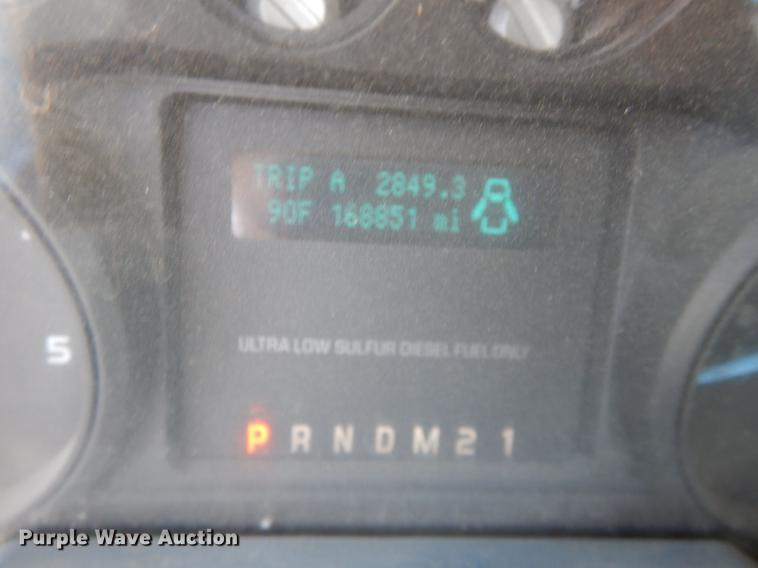 TRIP A 2849.3
90F 168851 mi
ULTRA LOW SULFUR DIESEL FUEL ONLY
5
P R N D M 2 1
Purple Wave Auction